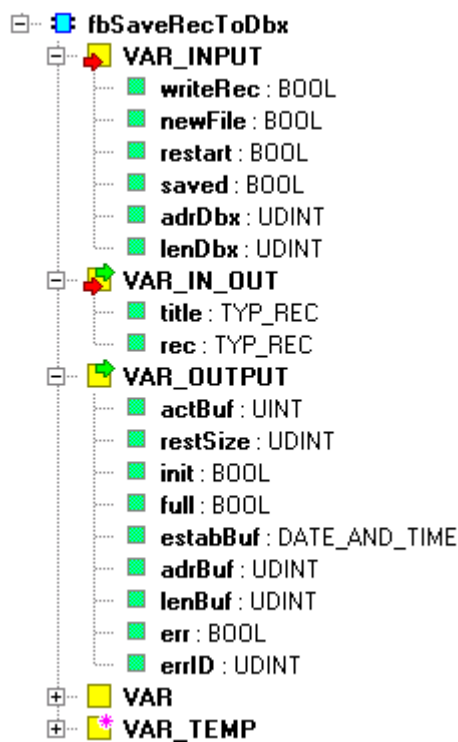 fbSaveRecToDbx
VAR_INPUT
writeRec : BOOL
newFile : BOOL
restart : BOOL
saved : BOOL
adrDbx : UDINT
lenDbx : UDINT
VAR_IN_OUT
title : TYP_REC
rec : TYP_REC
VAR_OUTPUT
actBuf : UINT
restSize : UDINT
init : BOOL
full : BOOL
estabBuf : DATE_AND_TIME
adrBuf : UDINT
lenBuf : UDINT
err : BOOL
errID : UDINT
VAR
VAR_TEMP